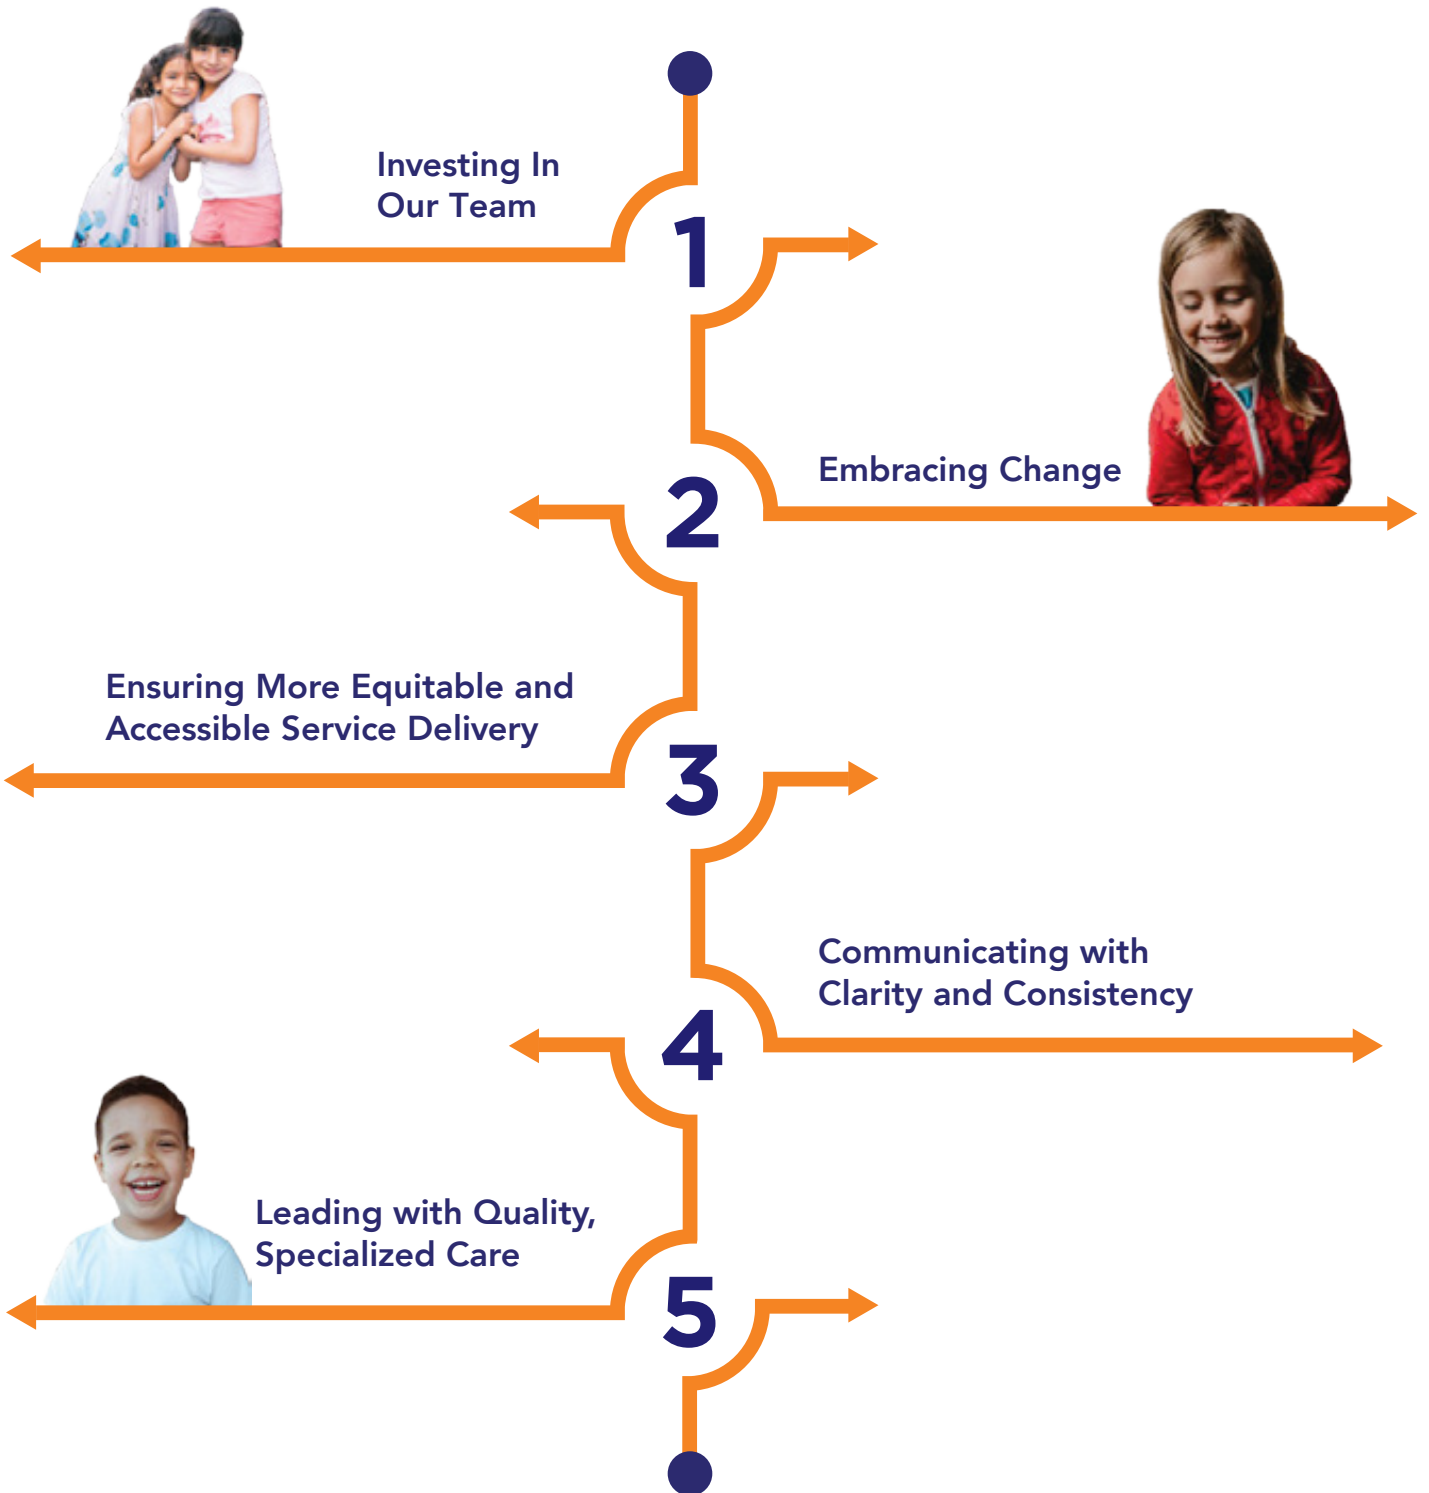 Investing In
Our Team
1
Embracing Change
2
Ensuring More Equitable and
Accessible Service Delivery
3
Communicating with
Clarity and Consistency
4
Leading with Quality,
Specialized Care
5